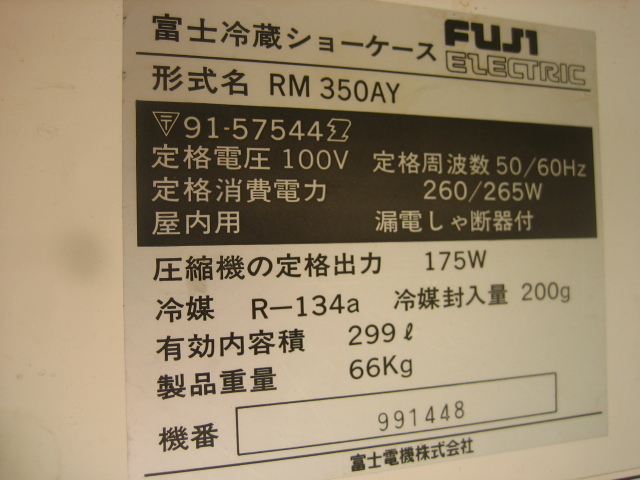 富士冷蔵ショーケース FUJI ELECTRIC
形式名 RM 350AY
〒91-57544
定格電圧 100V 定格周波数 50/60Hz
定格消費電力 260/265W
屋内用 漏電しゃ断器付
圧縮機の定格出力 175W
冷媒 R-134a 冷媒封入量 200g
有効内容積 299ℓ
製品重量 66Kg
機番 991448
富士電機株式会社